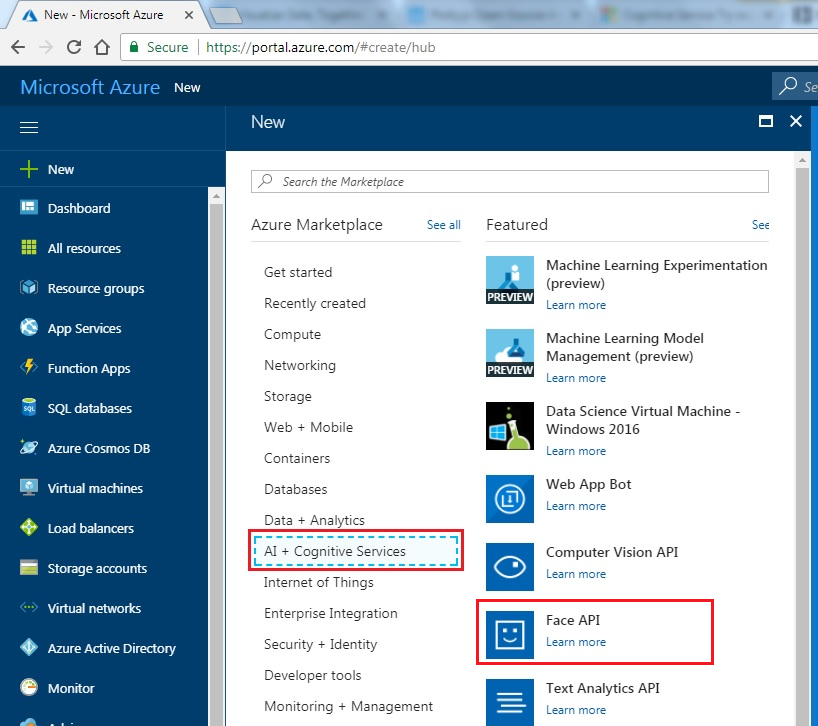 New - Microsoft Azure
Secure https://portal.azure.com/#create/hub
Microsoft Azure New
New
New
Dashboard
All resources
Resource groups
App Services
Function Apps
SQL databases
Azure Cosmos DB
Virtual machines
Load balancers
Storage accounts
Virtual networks
Azure Active Directory
Monitor
Search the Marketplace
Azure Marketplace See all
Get started
Recently created
Compute
Networking
Storage
Web + Mobile
Containers
Databases
Data + Analytics
AI + Cognitive Services
Internet of Things
Enterprise Integration
Security + Identity
Developer tools
Monitoring + Management
Featured See
PREVIEW
Machine Learning Experimentation
(preview)
Learn more
PREVIEW
Machine Learning Model
Management (preview)
Learn more
Data Science Virtual Machine -
Windows 2016
Learn more
Web App Bot
Learn more
Computer Vision API
Learn more
Face API
Learn more
Text Analytics API
Learn more